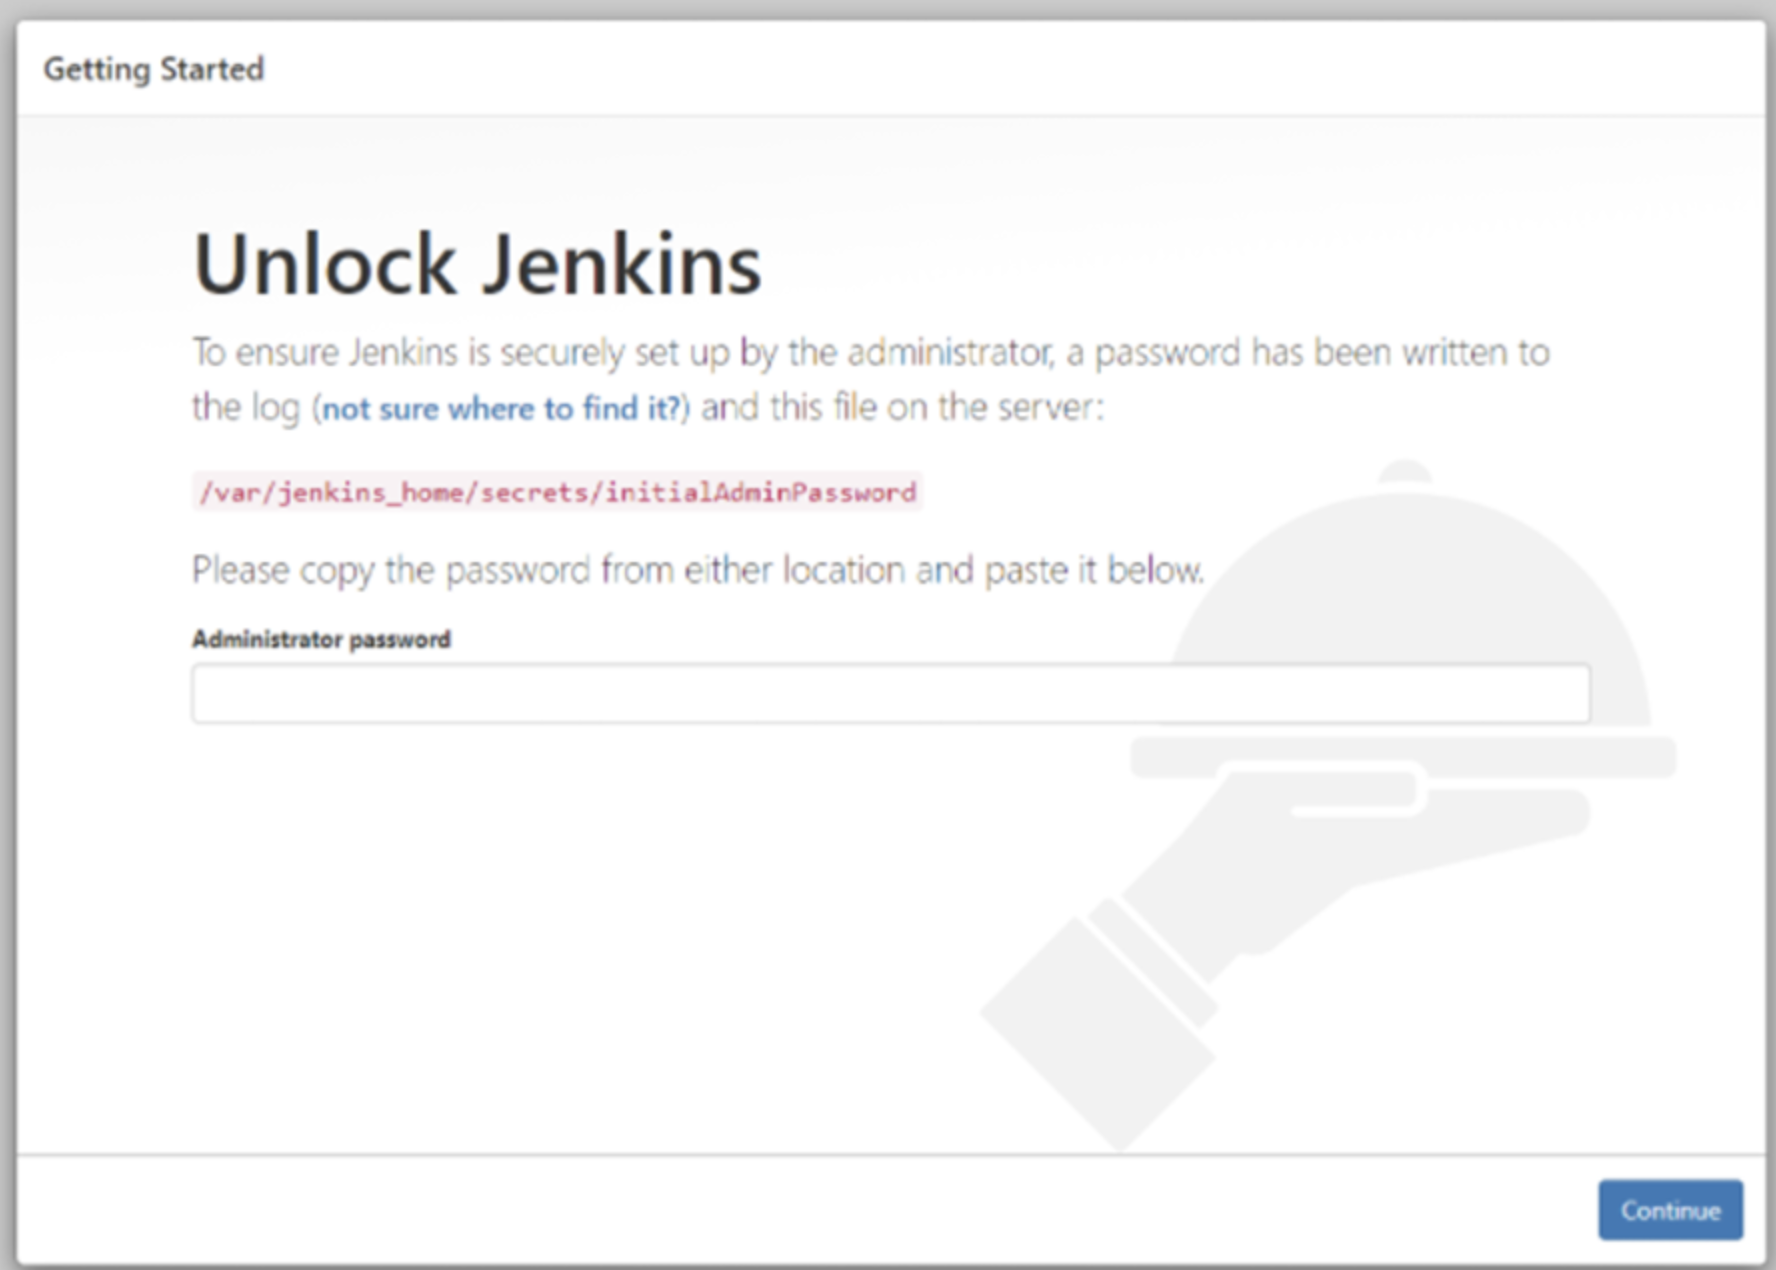 Getting Started
Unlock Jenkins
To ensure Jenkins is securely set up by the administrator, a password has been written to
the log (not sure where to find it?) and this file on the server:
/var/jenkins_home/secrets/initialAdminPassword
Please copy the password from either location and paste it below.
Administrator password
Continue